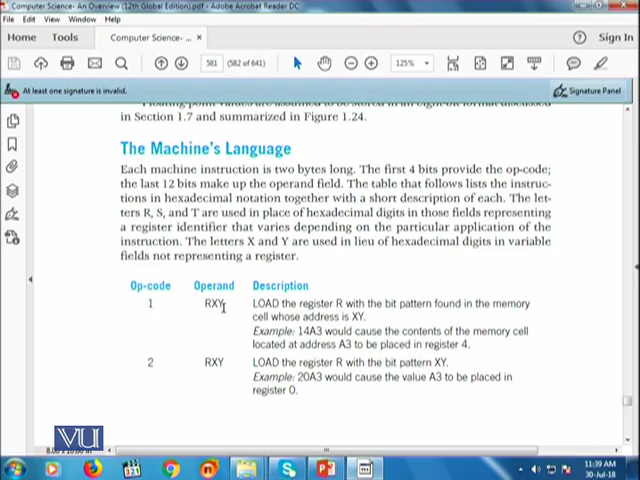 Computer Science- An Overview (12th Global Edition).pdf - Adobe Acrobat Reader DC
File Edit View Window Help
Home Tools Computer Science- ... × Sign In
581 (582 of 641) 125%
At least one signature is invalid. Signature Panel
in Section 1.7 and summarized in Figure 1.24.
The Machine's Language
Each machine instruction is two bytes long. The first 4 bits provide the op-code;
the last 12 bits make up the operand field. The table that follows lists the instruc-
tions in hexadecimal notation together with a short description of each. The let-
ters R, S, and T are used in place of hexadecimal digits in those fields representing
a register identifier that varies depending on the particular application of the
instruction. The letters X and Y are used in lieu of hexadecimal digits in variable
fields not representing a register.
Op-code Operand Description
1 RXY LOAD the register R with the bit pattern found in the memory
cell whose address is XY.
Example: 14A3 would cause the contents of the memory cell
located at address A3 to be placed in register 4.
2 RXY LOAD the register R with the bit pattern XY.
Example: 20A3 would cause the value A3 to be placed in
register 0.
VU
321
11:39 AM
30-Jul-18